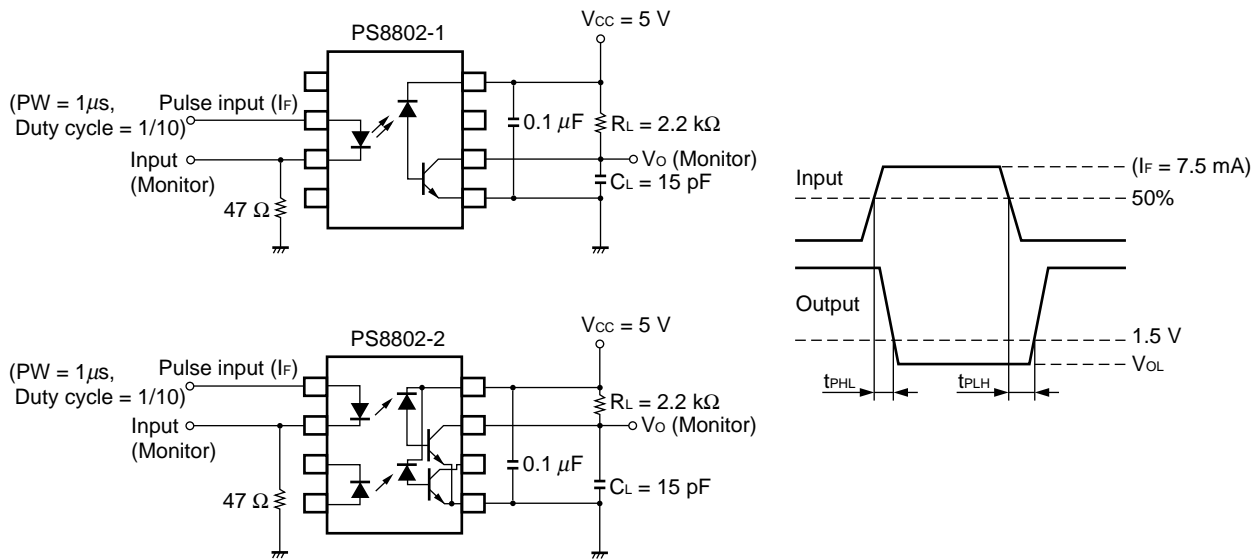 VCC = 5 V
PS8802-1
(PW = 1μs,
Duty cycle = 1/10)
Pulse input (IF)
Input
(Monitor)
47 Ω
0.1 μF
RL = 2.2 kΩ
VO (Monitor)
CL = 15 pF
VCC = 5 V
PS8802-2
(PW = 1μs,
Duty cycle = 1/10)
Pulse input (IF)
Input
(Monitor)
47 Ω
0.1 μF
RL = 2.2 kΩ
VO (Monitor)
CL = 15 pF
Input
(IF = 7.5 mA)
50%
Output
1.5 V
VOL
tPHL
tPLH